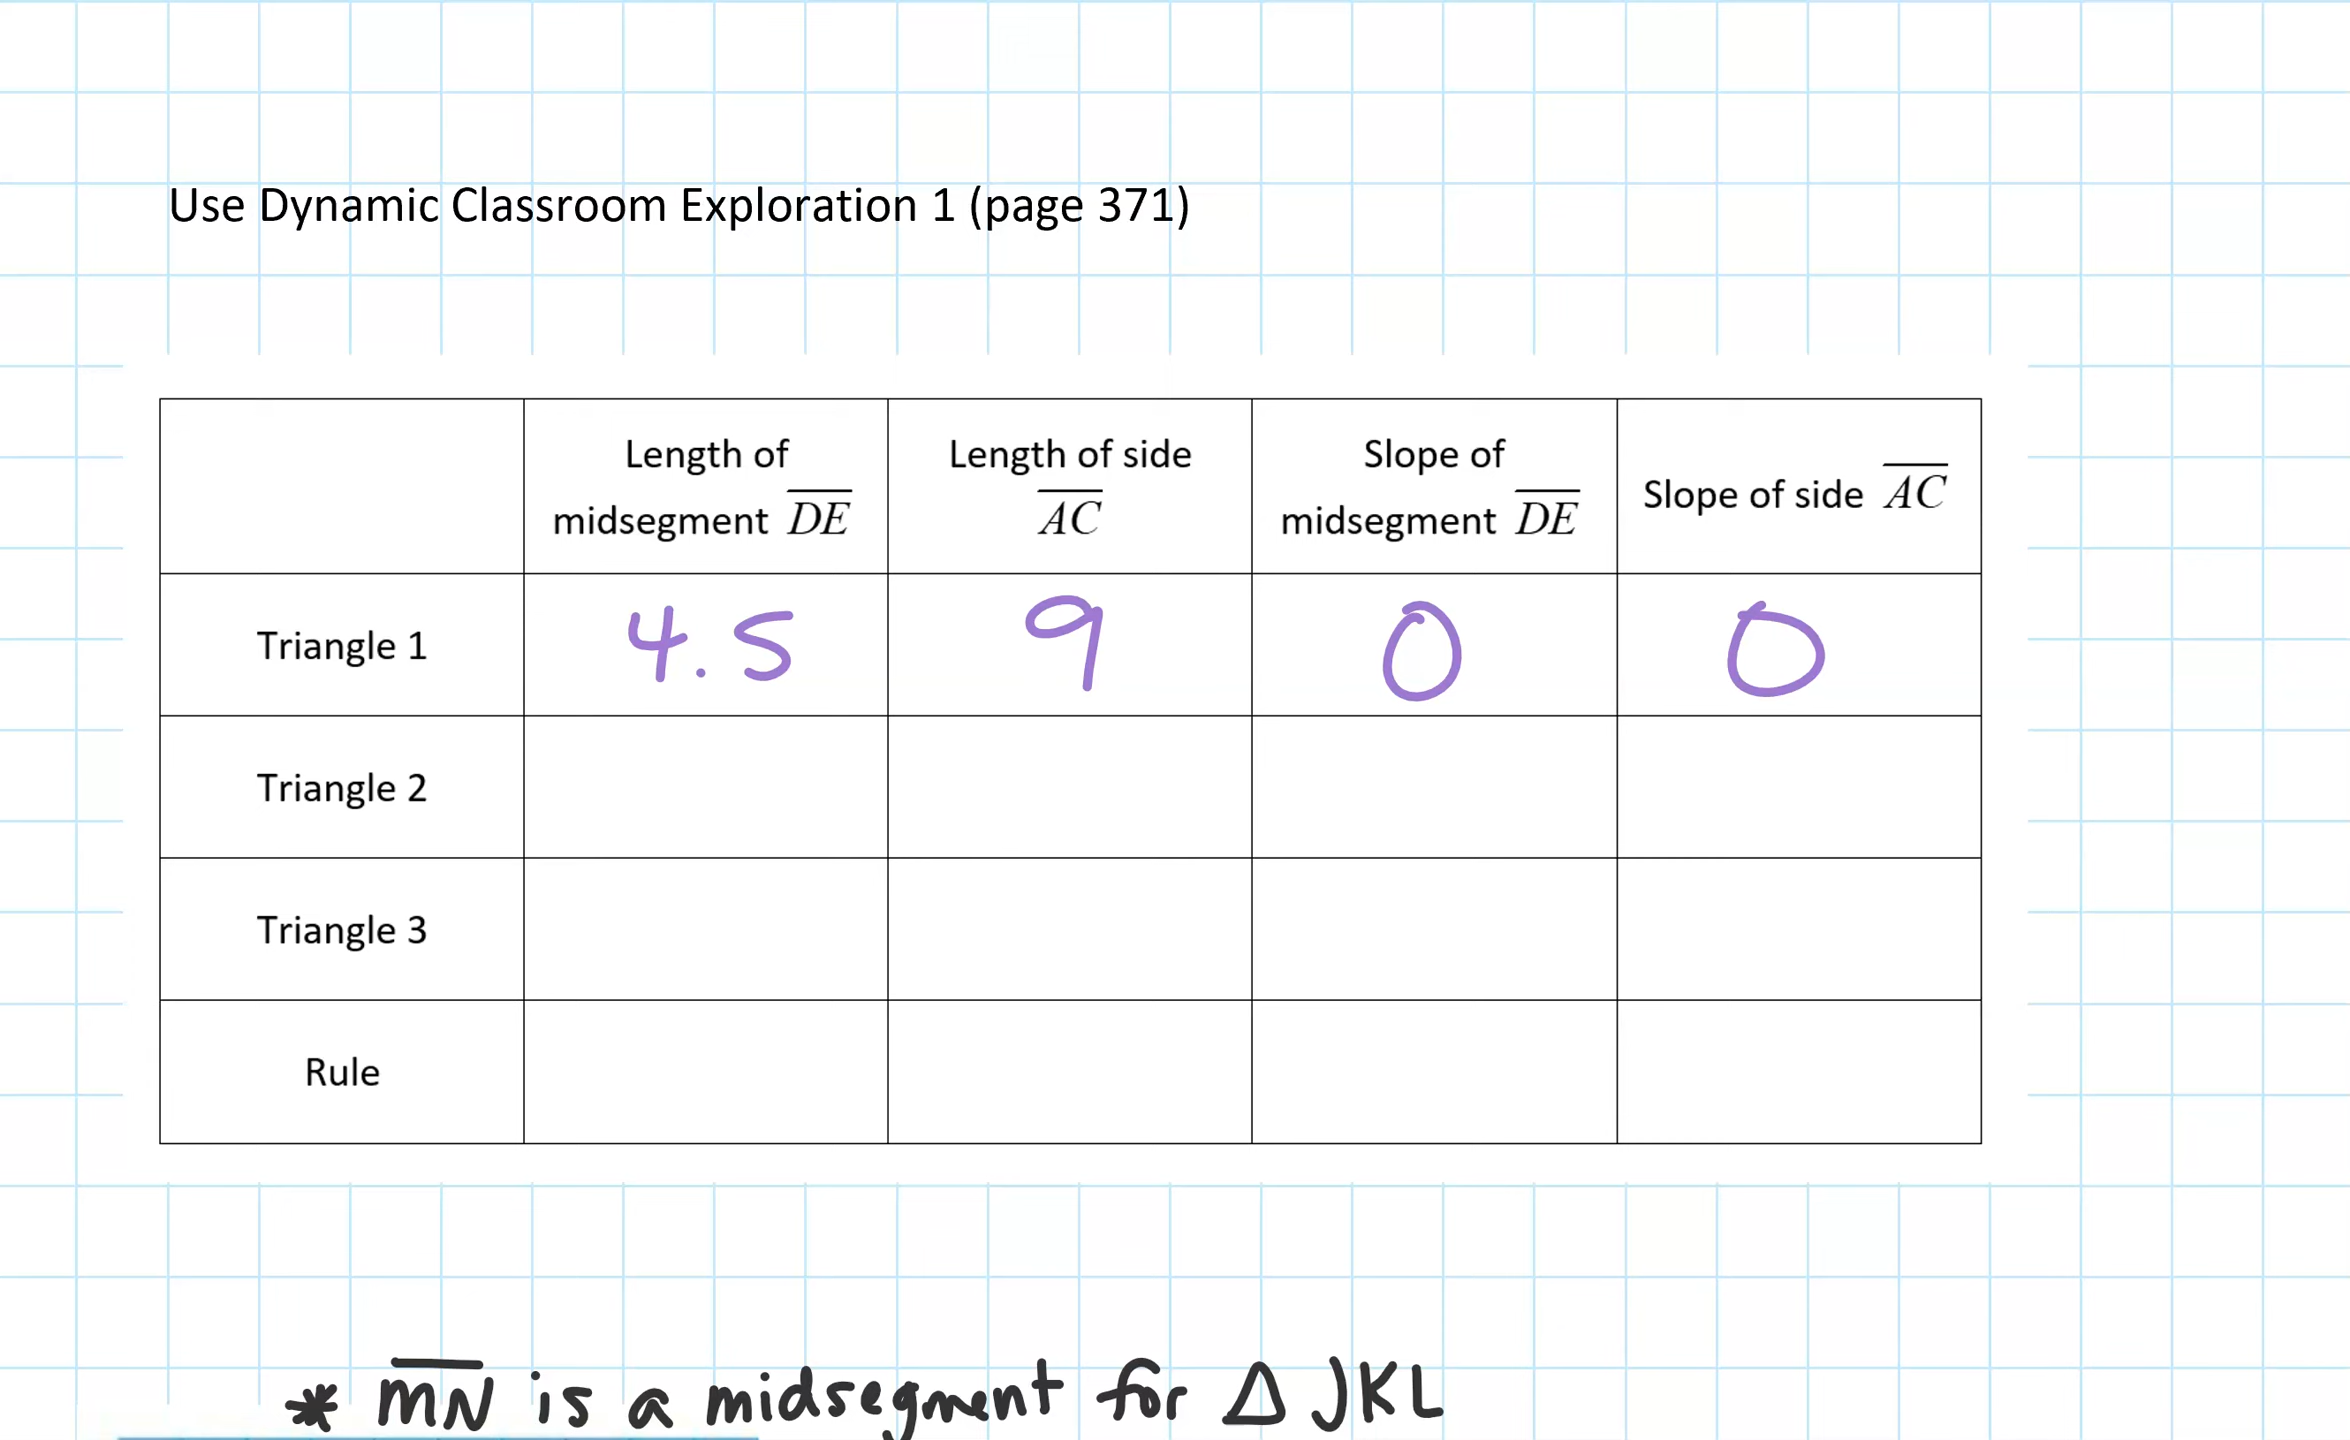 Use Dynamic Classroom Exploration 1 (page 371)
Length of midsegment DE
Length of side AC
Slope of midsegment DE
Slope of side AC
Triangle 1 4.5 9 0 0
Triangle 2
Triangle 3
Rule
* MN is a midsegment for △ JKL